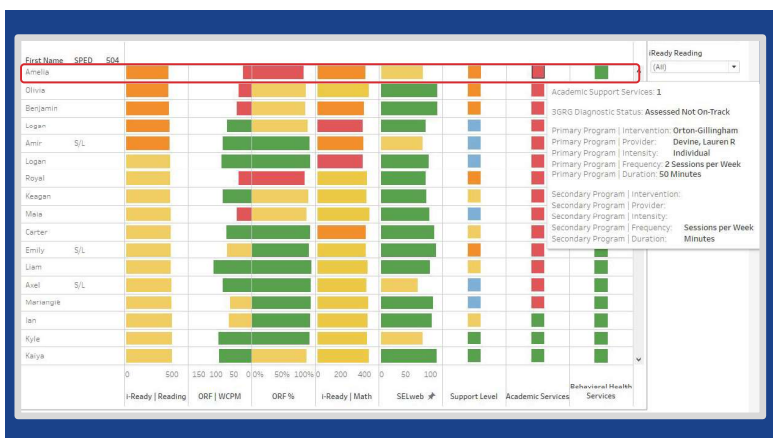 iReady Reading
First Name SPED 504
(All)
Amelia
Olivia
Academic Support Services: 1
Benjamin
3GRG Diagnostic Status: Assessed Not On-Track
Logan
Primary Program | Intervention: Orton-Gillingham
Amir S/L
Primary Program | Provider: Devine, Lauren R
Primary Program | Intensity: Individual
Logan
Primary Program | Frequency: 2 Sessions per Week
Royal
Primary Program | Duration: 50 Minutes
Keagan
Secondary Program | Intervention:
Secondary Program | Provider:
Maia
Secondary Program | Intensity:
Carter
Secondary Program | Frequency: Sessions per Week
Emily S/L
Secondary Program | Duration: Minutes
Liam
Axel S/L
Mariangie
Ian
Kyle
Kaiya
0 500 150 100 50 0 0% 50% 100% 0 200 400 0 50 100
i-Ready | Reading ORF | WCPM ORF % i-Ready | Math SELweb Support Level Academic Services Behavioral Health Services